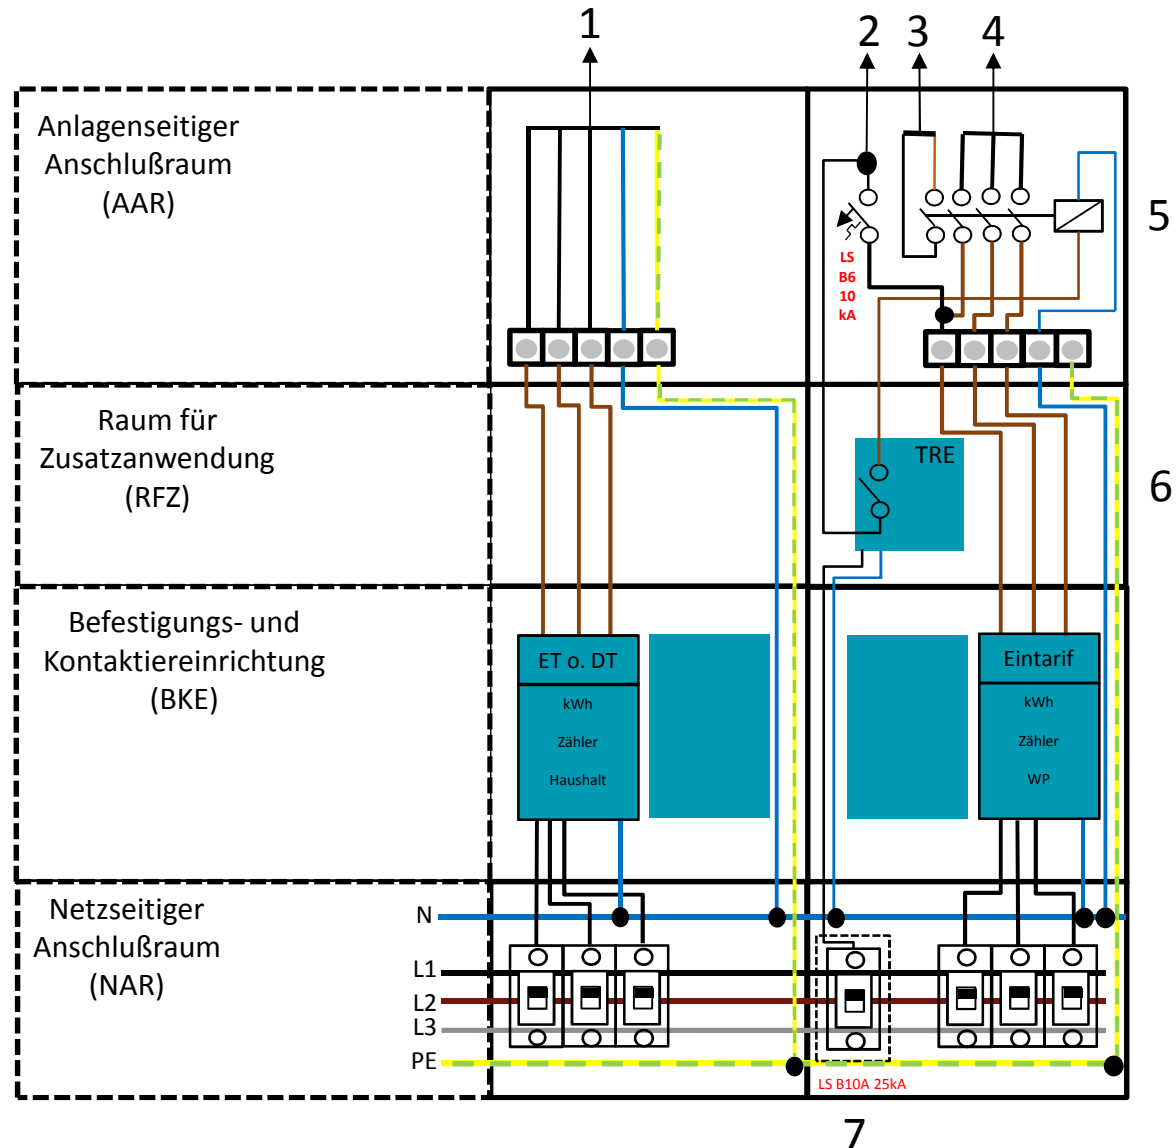 1
2
3
4
Anlagenseitiger
Anschlußraum
(AAR)
5
LS
B6
10
kA
Raum für
Zusatzanwendung
(RFZ)
TRE
6
Befestigungs- und
Kontaktiereinrichtung
(BKE)
ET o. DT
kWh
Zähler
Haushalt
Eintarif
kWh
Zähler
WP
Netzseitiger
Anschlußraum
(NAR)
N
L1
L2
L3
PE
LS B10A 25kA
7